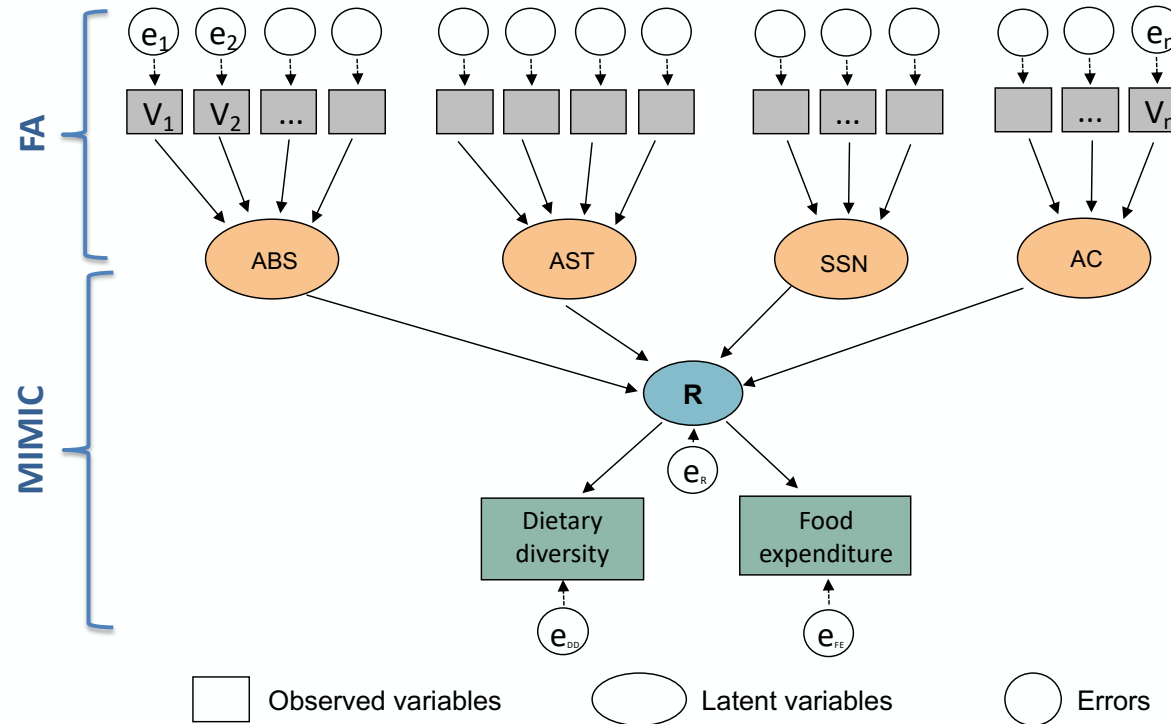 FA
e1 e2 en
V1 V2 ... ... ... Vn
ABS AST SSN AC
MIMIC
R
eR
Dietary diversity
Food expenditure
eDD eFE
Observed variables Latent variables Errors